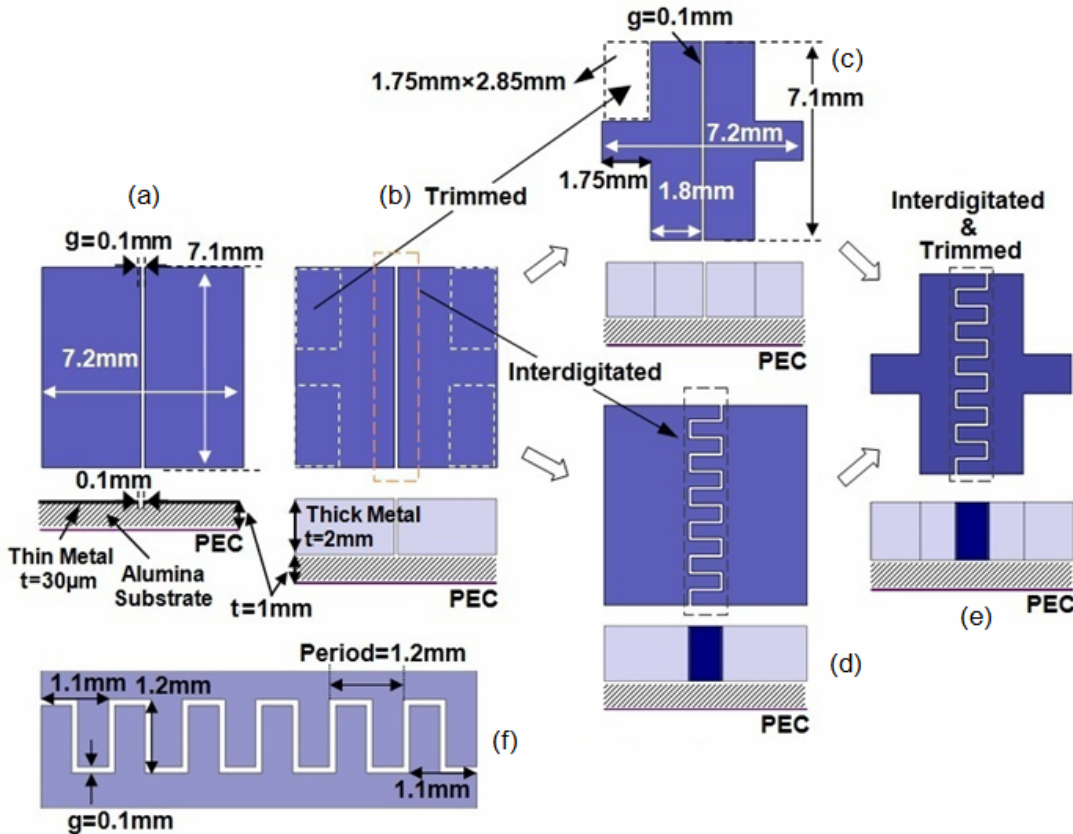 g=0.1mm
(c)
1.75mm×2.85mm
7.1mm
7.2mm
1.75mm
1.8mm
(a)
(b)
Trimmed
g=0.1mm
7.1mm
7.2mm
Interdigitated
&
Trimmed
PEC
Interdigitated
0.1mm
PEC
Thin Metal
t=30μm
Alumina
Substrate
t=1mm
Thick Metal
t=2mm
PEC
(e)
PEC
(d)
PEC
Period=1.2mm
1.1mm
1.2mm
(f)
1.1mm
g=0.1mm